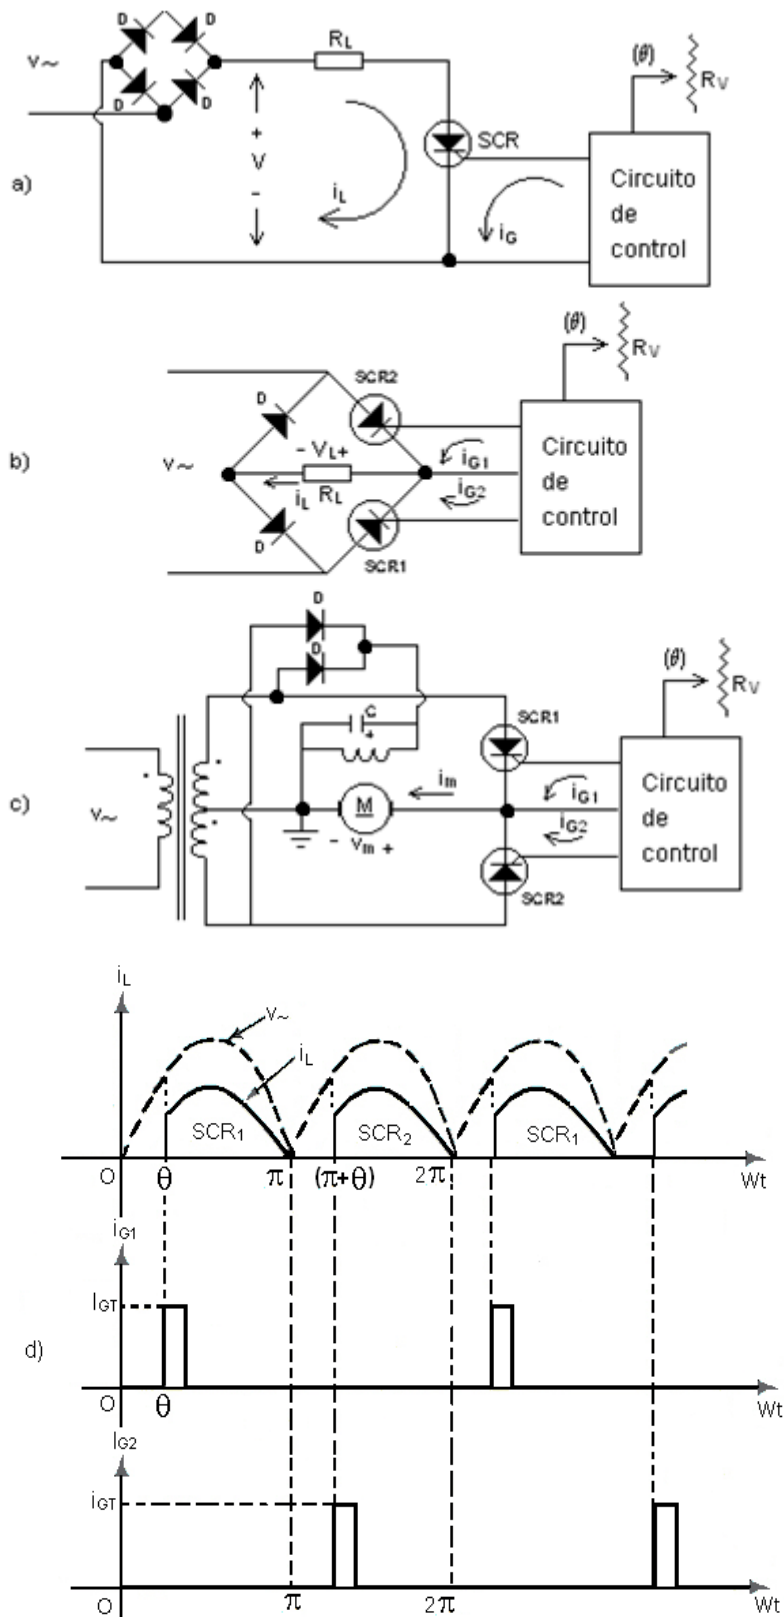 D D
v~
D D
+
V
-
a)
R_L
i_L
SCR
i_G
(θ)
R_V
Circuito
de
control
b)
v~
D
SCR2
- V_L +
i_L
R_L
D
SCR1
i_G1
i_G2
(θ)
R_V
Circuito
de
control
c)
v~
D
D
C
+
i_m
M
- v_m +
SCR1
i_G1
i_G2
SCR2
(θ)
R_V
Circuito
de
control
d)
i_L
v~
i_L
SCR₁ SCR₂ SCR₁
O θ π (π+θ) 2π Wt
i_G1
I_GT
O θ Wt
I_G2
i_GT
O π 2π Wt